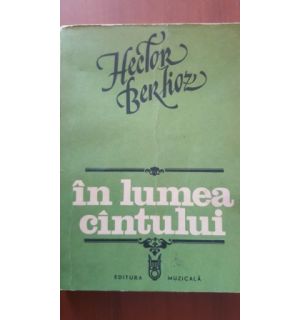 Hector
Berlioz
în lumea
cîntului
EDITURA MUZICALĂ